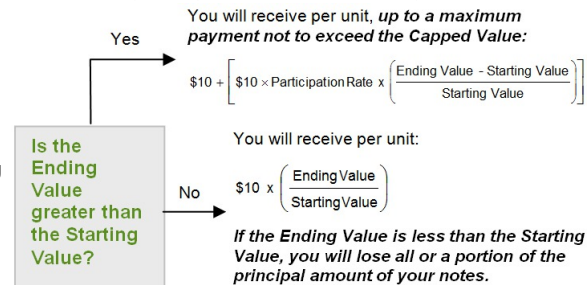 You will receive per unit, up to a maximum
payment not to exceed the Capped Value:
Yes
$10 + [ $10 × Participation Rate x ( Ending Value - Starting Value
Starting Value ) ]
Is the
Ending
Value
greater than
the Starting
Value?
No
You will receive per unit:
$10 x ( Ending Value
Starting Value )
If the Ending Value is less than the Starting
Value, you will lose all or a portion of the
principal amount of your notes.